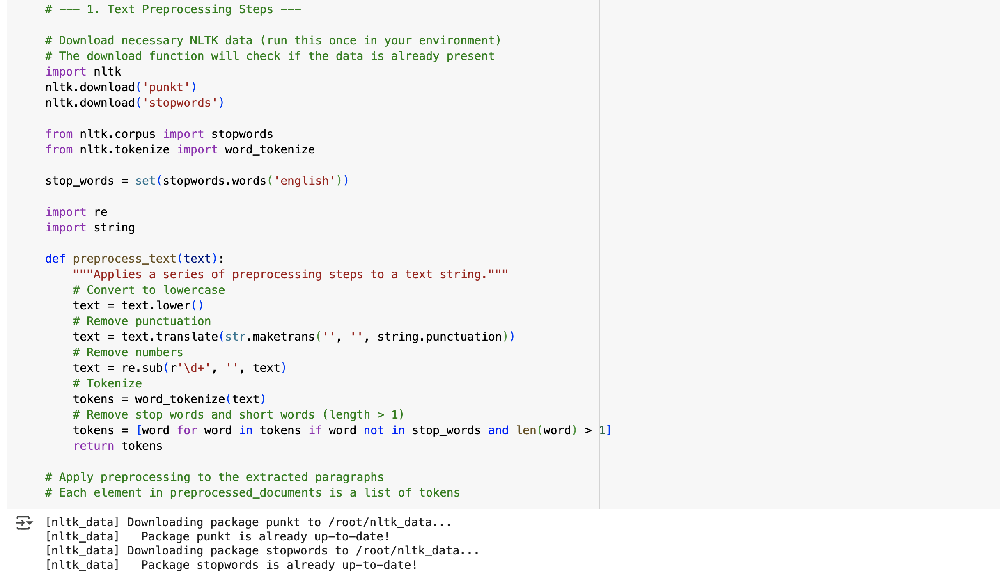 # --- 1. Text Preprocessing Steps ---

# Download necessary NLTK data (run this once in your environment)
# The download function will check if the data is already present
import nltk
nltk.download('punkt')
nltk.download('stopwords')

from nltk.corpus import stopwords
from nltk.tokenize import word_tokenize

stop_words = set(stopwords.words('english'))

import re
import string

def preprocess_text(text):
    """Applies a series of preprocessing steps to a text string."""
    # Convert to lowercase
    text = text.lower()
    # Remove punctuation
    text = text.translate(str.maketrans('', '', string.punctuation))
    # Remove numbers
    text = re.sub(r'\d+', '', text)
    # Tokenize
    tokens = word_tokenize(text)
    # Remove stop words and short words (length > 1)
    tokens = [word for word in tokens if word not in stop_words and len(word) > 1]
    return tokens

# Apply preprocessing to the extracted paragraphs
# Each element in preprocessed_documents is a list of tokens
[nltk_data] Downloading package punkt to /root/nltk_data...
[nltk_data]   Package punkt is already up-to-date!
[nltk_data] Downloading package stopwords to /root/nltk_data...
[nltk_data]   Package stopwords is already up-to-date!